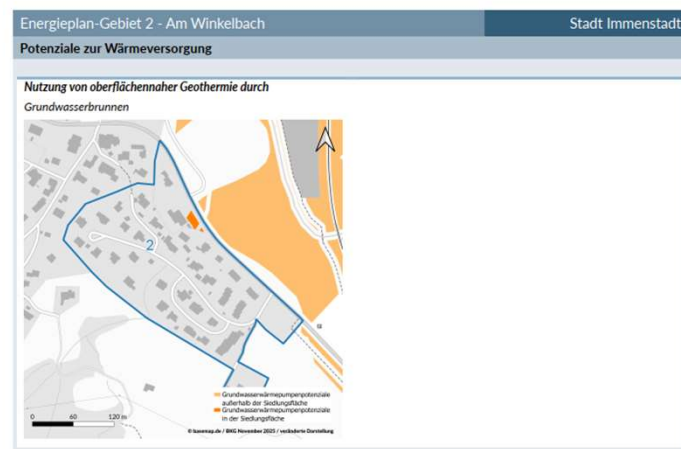 Energieplan-Gebiet 2 - Am Winkelbach
Stadt Immenstadt
Potenziale zur Wärmeversorgung
Nutzung von oberflächennaher Geothermie durch
Grundwasserbrunnen
2
Grundwasserwärmepumpenpotenziale
außerhalb der Siedlungsfläche
Grundwasserwärmepumpenpotenziale
in der Siedlungsfläche
0 60 120 m
© basemap.de / BKG November 2025 / veränderte Darstellung